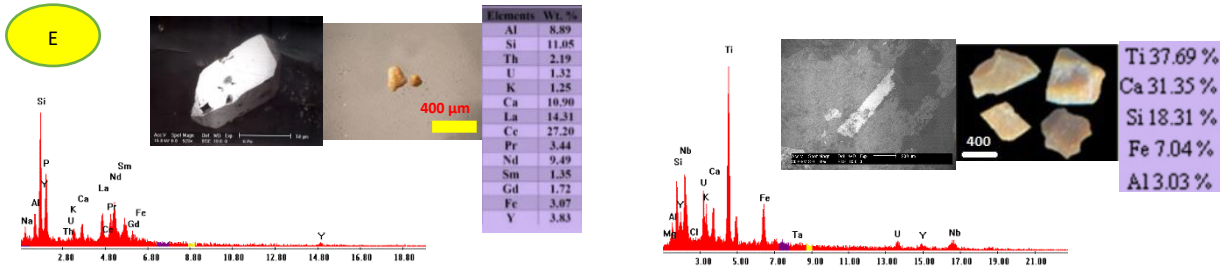 E
Elements Wt. %
Al 8.89
Si 11.05
Th 2.19
U 1.32
K 1.25
Ca 10.90
La 14.31
Ce 27.20
Pr 3.44
Nd 9.49
Sm 1.35
Gd 1.72
Fe 3.07
Y 3.83
400 µm
Si
P
Y
Al
Na
K
U
Th
Ca
La
Ce
Pr
Nd
Sm
Gd
Fe
Y
2.00 4.00 6.00 8.00 10.00 12.00 14.00 16.00 18.00
Ti 37.69 %
Ca 31.35 %
Si 18.31 %
Fe 7.04 %
Al 3.03 %
400
Ti
Nb
Si
Y
Al
Mg
Cl
U
K
Ca
Fe
Ta
U
Y
Nb
3.00 5.00 7.00 9.00 11.00 13.00 15.00 17.00 19.00 21.00